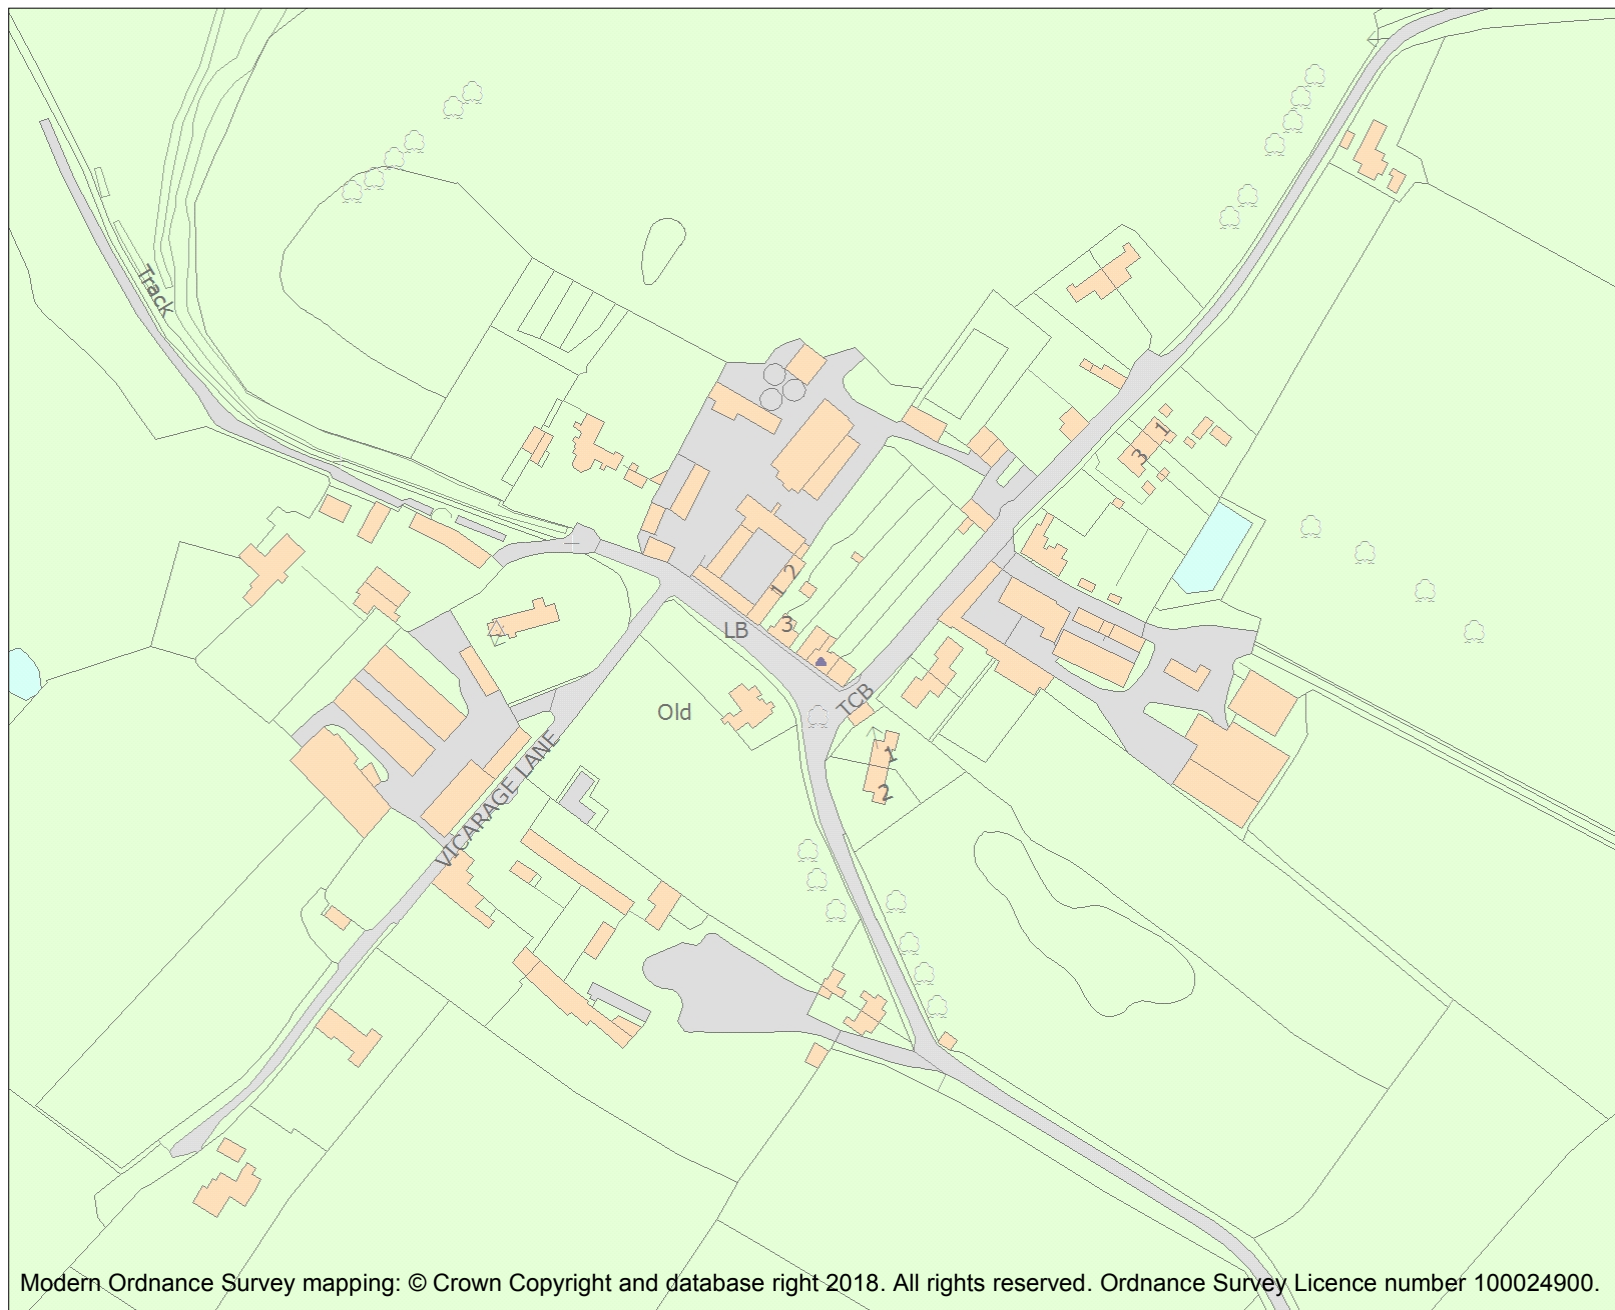 Track
1
3
2
1
3
LB
TCB
Old
1
2
VICARAGE LANE
Modern Ordnance Survey mapping: © Crown Copyright and database right 2018. All rights reserved. Ordnance Survey Licence number 100024900.